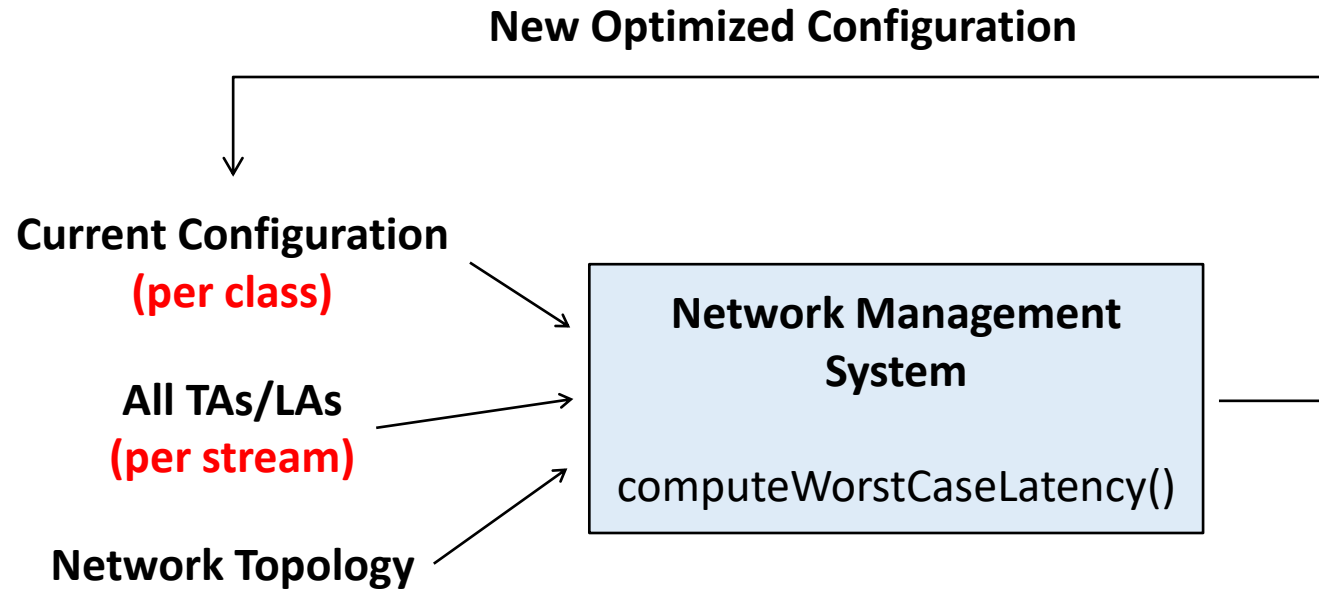 New Optimized Configuration
Current Configuration
(per class)
All TAs/LAs
(per stream)
Network Topology
Network Management
System
computeWorstCaseLatency()